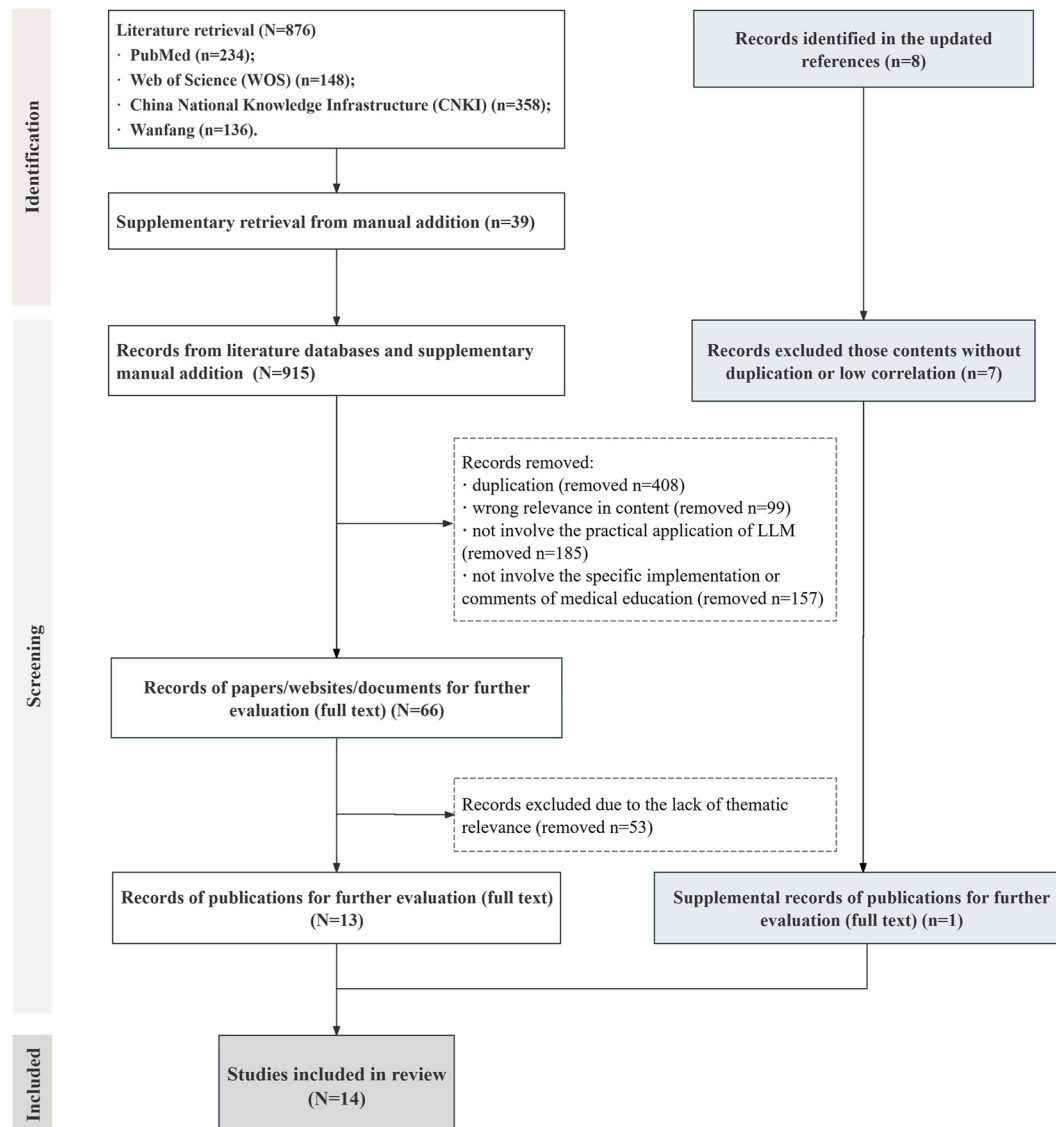 Identification
Literature retrieval (N=876)
· PubMed (n=234);
· Web of Science (WOS) (n=148);
· China National Knowledge Infrastructure (CNKI) (n=358);
· Wanfang (n=136).
Records identified in the updated
references (n=8)
Supplementary retrieval from manual addition (n=39)
Screening
Records from literature databases and supplementary
manual addition (N=915)
Records excluded those contents without
duplication or low correlation (n=7)
Records removed:
· duplication (removed n=408)
· wrong relevance in content (removed n=99)
· not involve the practical application of LLM
(removed n=185)
· not involve the specific implementation or
comments of medical education (removed n=157)
Records of papers/websites/documents for further
evaluation (full text) (N=66)
Records excluded due to the lack of thematic
relevance (removed n=53)
Records of publications for further evaluation (full text)
(N=13)
Supplemental records of publications for further
evaluation (full text) (n=1)
Included
Studies included in review
(N=14)